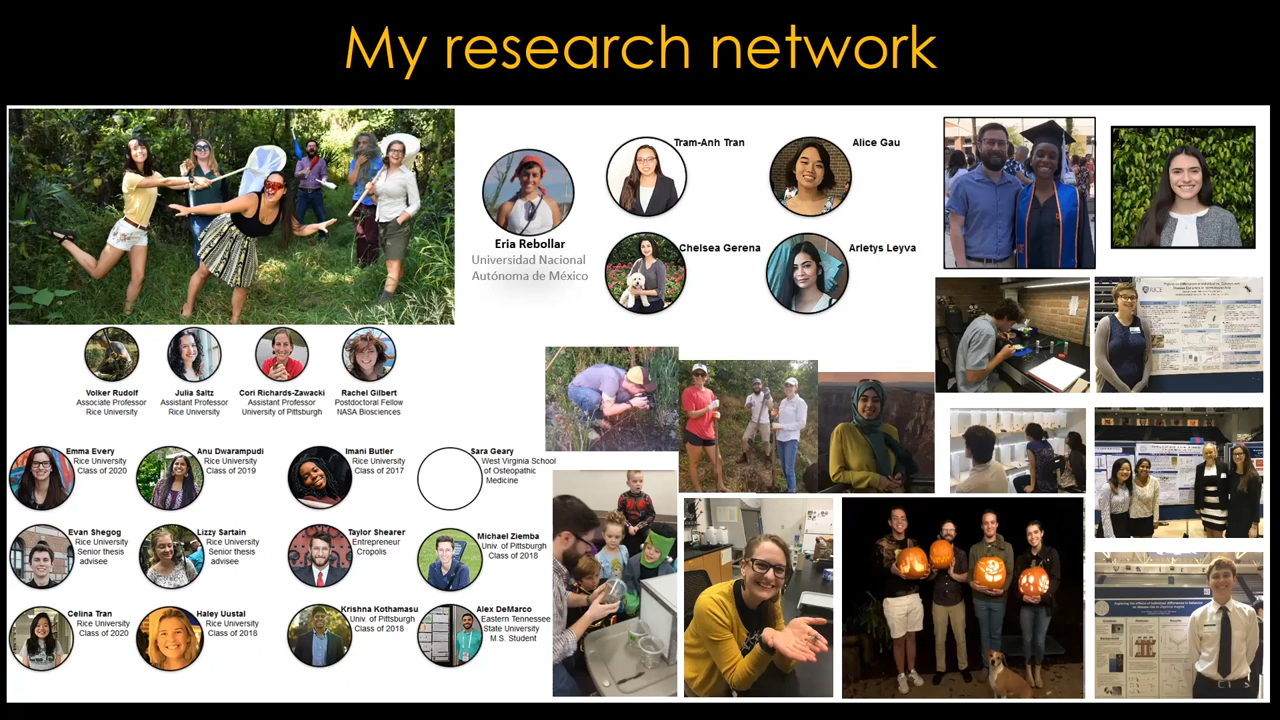 My research network
Eria Rebollar
Universidad Nacional
Autónoma de México
Tram-Anh Tran
Alice Gau
Chelsea Gerena
Arletys Leyva
Volker Rudolf
Associate Professor
Rice University
Julia Saltz
Assistant Professor
Rice University
Cori Richards-Zawacki
Assistant Professor
University of Pittsburgh
Rachel Gilbert
Postdoctoral Fellow
NASA Biosciences
Emma Every
Rice University
Class of 2020
Anu Dwarampudi
Rice University
Class of 2019
Imani Butler
Rice University
Class of 2017
Sara Geary
West Virginia School
of Osteopathic
Medicine
Evan Shegog
Rice University
Senior thesis
advisee
Lizzy Sartain
Rice University
Senior thesis
advisee
Taylor Shearer
Entrepreneur
Cropolis
Michael Ziemba
Univ. of Pittsburgh
Class of 2018
Celina Tran
Rice University
Class of 2020
Haley Uustal
Rice University
Class of 2018
Krishna Kothamasu
Univ. of Pittsburgh
Class of 2018
Alex DeMarco
Eastern Tennessee
State University
M.S. Student
RICE